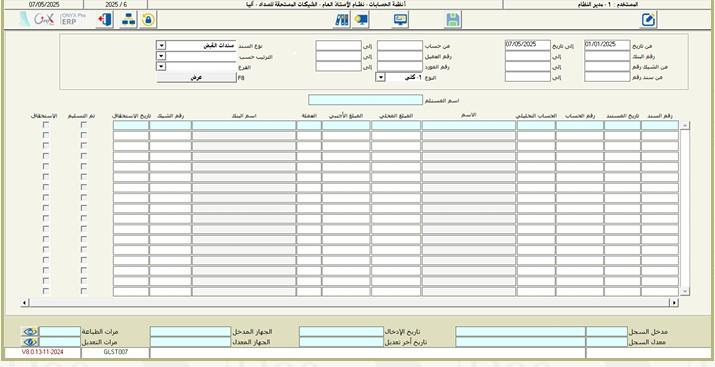 المستخدم : 1 - مدير النظام
أنظمة الحسابات - نظام الأستاذ العام - الشيكات المستحقة للسداد - آليا
2025 / 6
07/05/2025
ONYX Pro
ERP
من تاريخ 01/01/2025 إلى تاريخ 07/05/2025 من حساب إلى نوع السند سندات القبض
رقم البنك إلى رقم العميل إلى الترتيب حسب
من الشيك رقم إلى رقم المورد إلى الفرع
من سند رقم إلى النوع 1- كلي F8 عرض
اسم المستلم
رقم السند تاريخ المستند رقم الحساب الحساب التحليلي الاسم المبلغ المحلي المبلغ الأجنبي العملة اسم البنك رقم الشيك تاريخ الاستحقاق تم التسليم الاستحقاق
مدخل السجل تاريخ الإدخال الجهاز المدخل مرات الطباعة
معدل السجل تاريخ آخر تعديل الجهاز المعدل مرات التعديل
GLST007 V8.0.13-11-2024